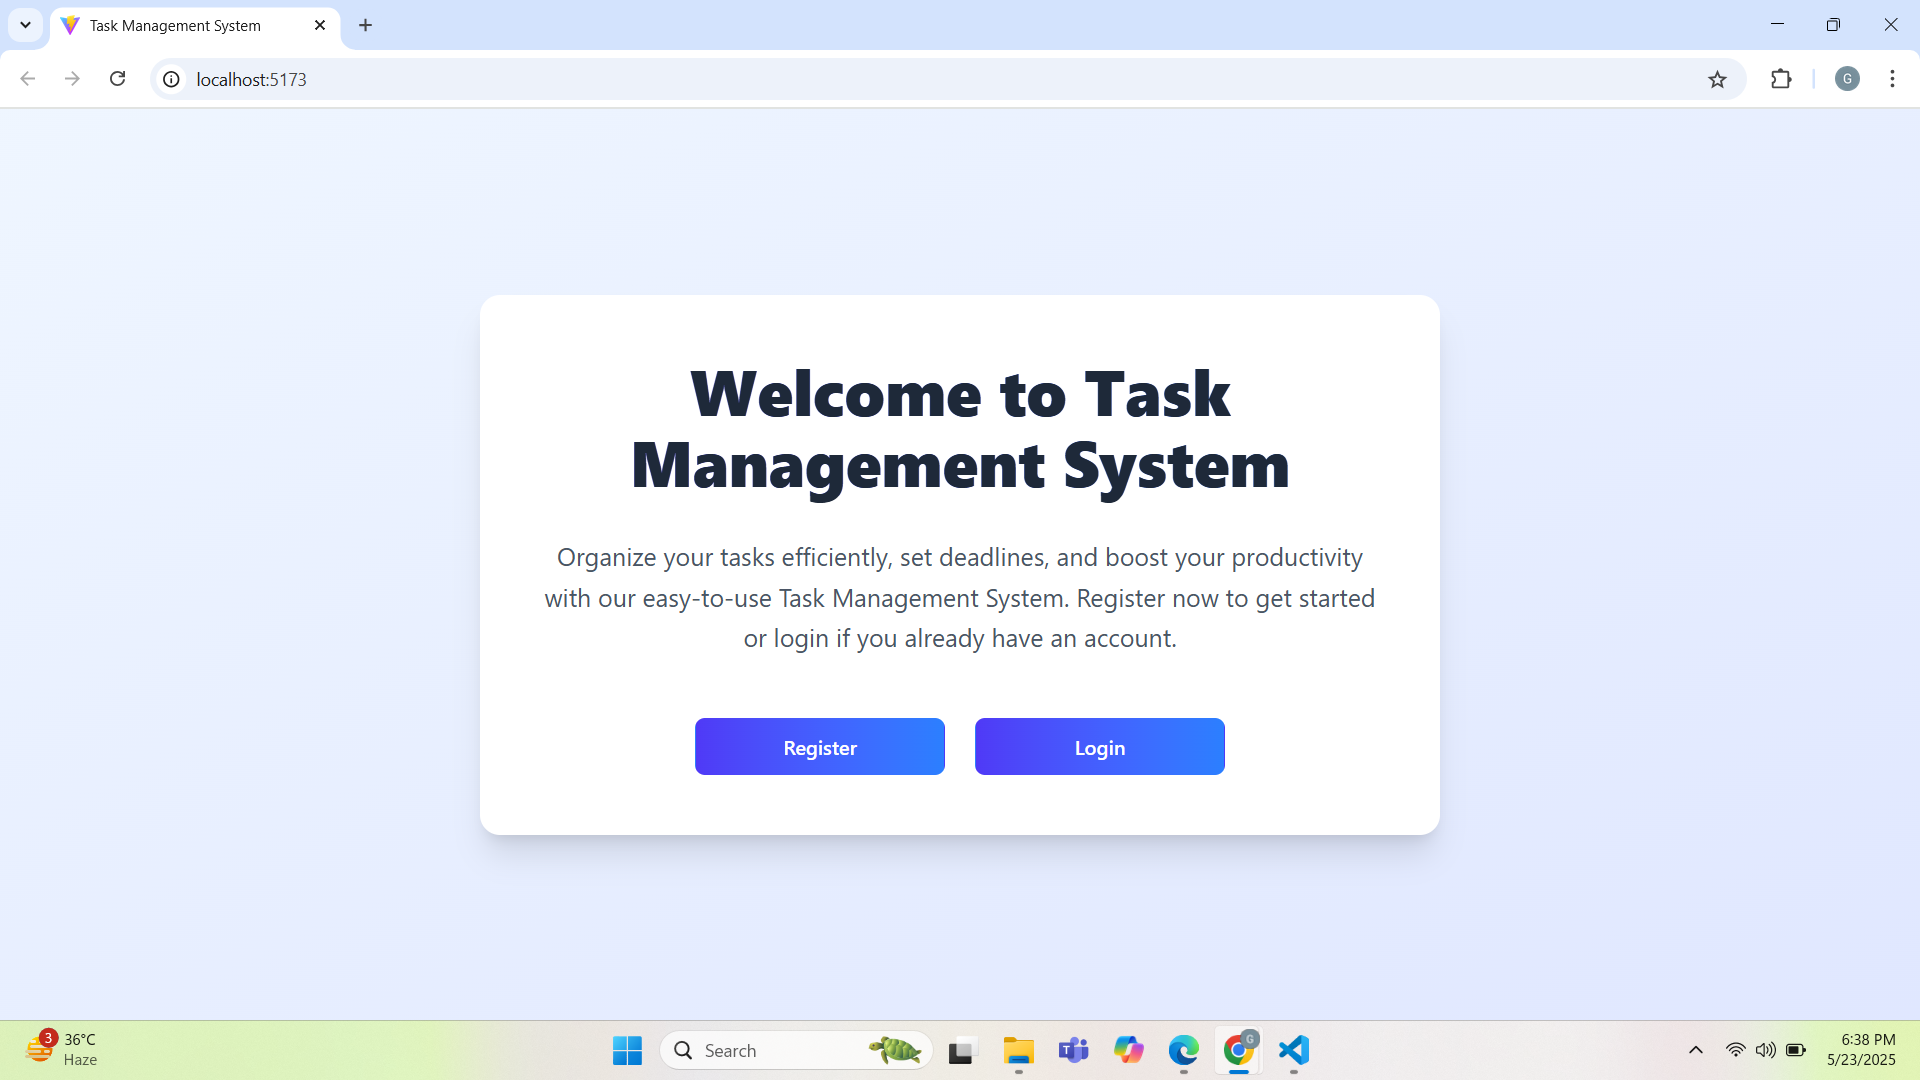 Task Management System
localhost:5173
G
Welcome to Task
Management System
Organize your tasks efficiently, set deadlines, and boost your productivity
with our easy-to-use Task Management System. Register now to get started
or login if you already have an account.
Register
Login
3
36°C
Haze
Search
T
G
6:38 PM
5/23/2025